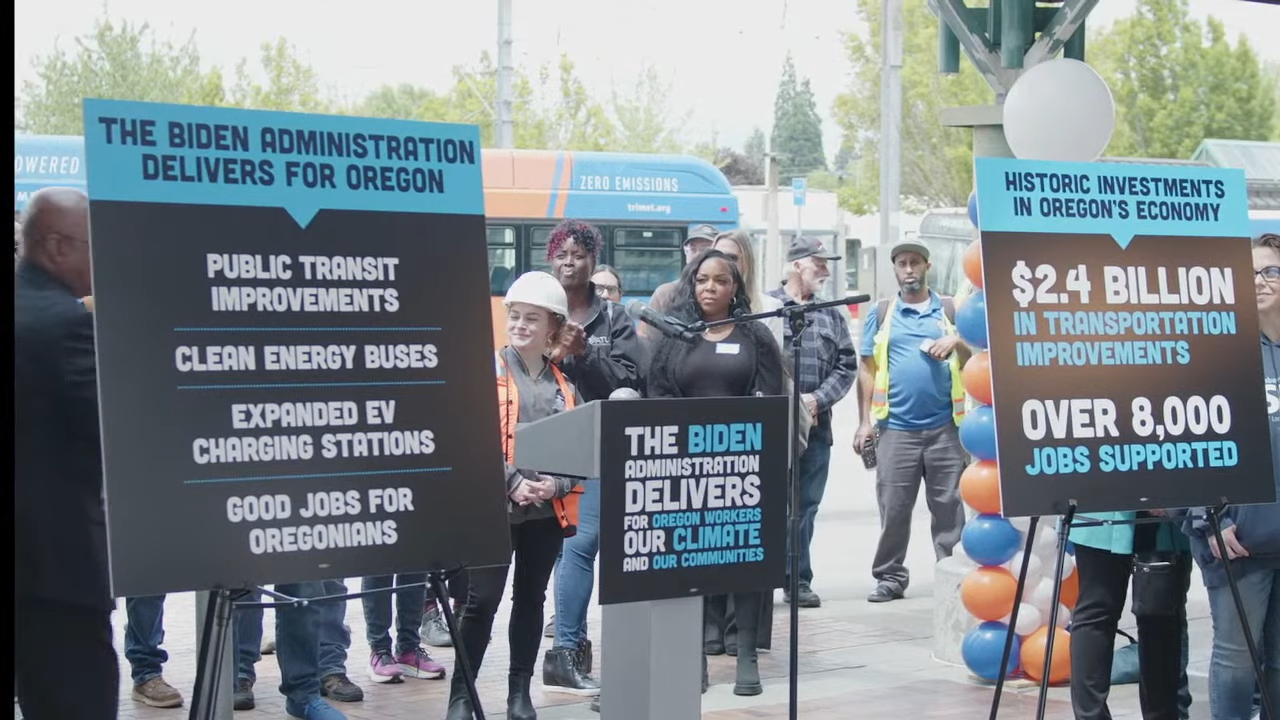 OWERED
THE BIDEN ADMINISTRATION
DELIVERS FOR OREGON
PUBLIC TRANSIT
IMPROVEMENTS
CLEAN ENERGY BUSES
EXPANDED EV
CHARGING STATIONS
GOOD JOBS FOR
OREGONIANS
ZERO EMISSIONS
trimet.org
ATU
THE BIDEN
ADMINISTRATION
DELIVERS
FOR OREGON WORKERS
OUR CLIMATE
AND OUR COMMUNITIES
HISTORIC INVESTMENTS
IN OREGON'S ECONOMY
$2.4 BILLION
IN TRANSPORTATION
IMPROVEMENTS
OVER 8,000
JOBS SUPPORTED